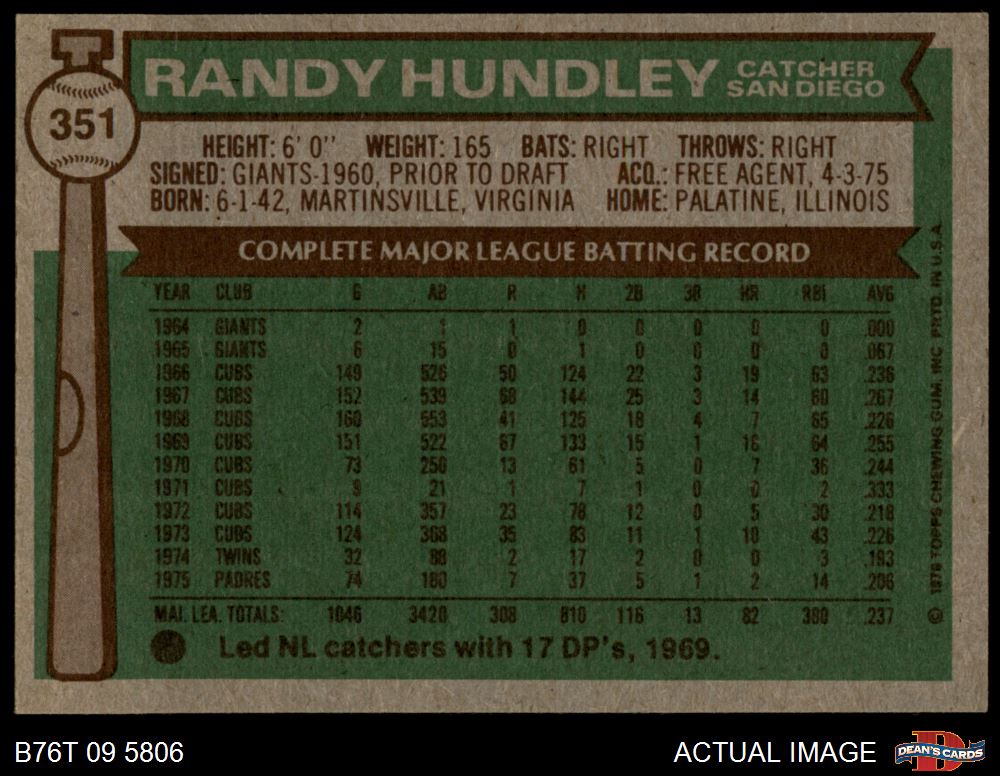 351
RANDY HUNDLEY CATCHER SAN DIEGO
HEIGHT: 6' 0" WEIGHT: 165 BATS: RIGHT THROWS: RIGHT
SIGNED: GIANTS-1960, PRIOR TO DRAFT ACQ.: FREE AGENT, 4-3-75
BORN: 6-1-42, MARTINSVILLE, VIRGINIA HOME: PALATINE, ILLINOIS
COMPLETE MAJOR LEAGUE BATTING RECORD
YEAR CLUB G AB R H 2B 3B HR RBI AVG
1964 GIANTS 2 1 1 0 0 0 0 0 .000
1965 GIANTS 6 15 0 1 0 0 0 0 .067
1966 CUBS 149 526 50 124 22 3 19 63 .236
1967 CUBS 152 539 68 144 25 3 14 60 .267
1968 CUBS 160 553 41 125 18 4 7 65 .226
1969 CUBS 151 522 67 133 15 1 16 64 .255
1970 CUBS 73 250 13 61 5 0 7 36 .244
1971 CUBS 9 21 1 7 1 0 0 2 .333
1972 CUBS 114 357 23 78 12 0 5 30 .218
1973 CUBS 124 368 35 83 11 1 10 43 .226
1974 TWINS 32 88 2 17 2 0 0 3 .193
1975 PADRES 74 180 7 37 5 1 2 14 .206
MAJ. LEA. TOTALS: 1046 3420 308 810 116 13 82 380 .237
Led NL catchers with 17 DP's, 1969.
© 1976 TOPPS CHEWING GUM, INC. PRTD. IN U.S.A.
B76T 09 5806
ACTUAL IMAGE
DEAN'S CARDS